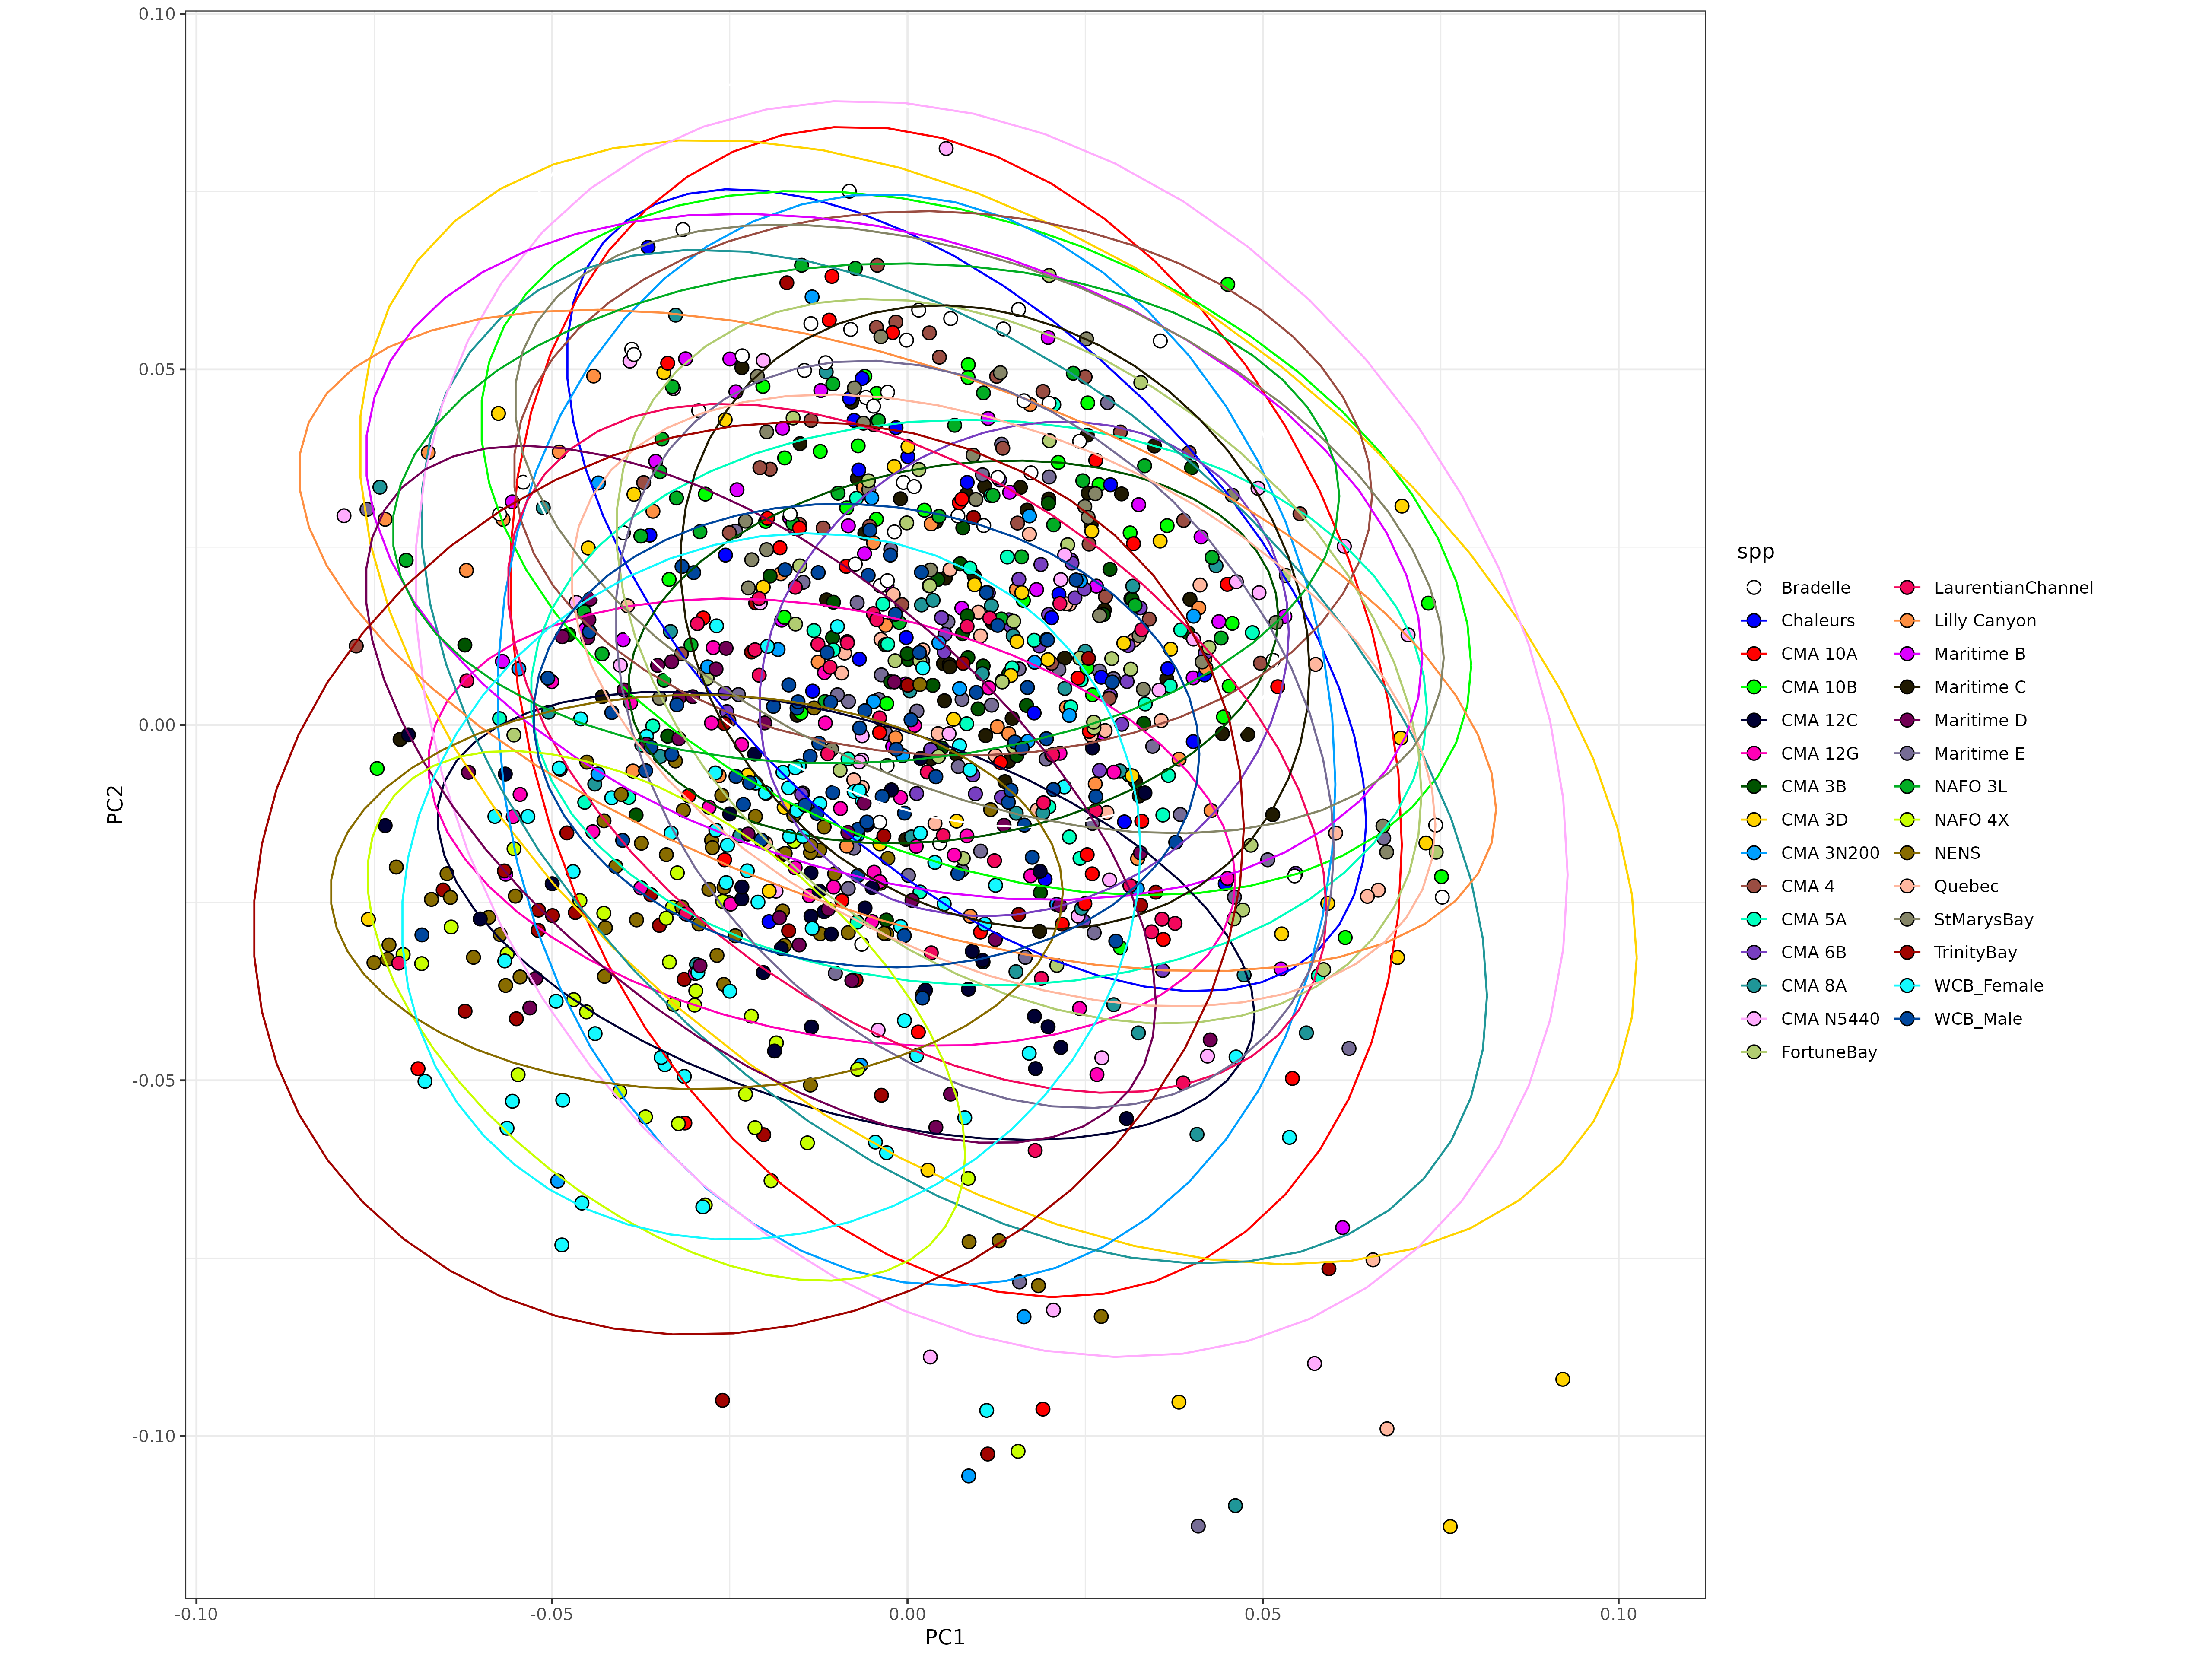 0.10
0.05
0.00
-0.05
-0.10
PC2
-0.10
-0.05
0.00
0.05
0.10
PC1
spp
Bradelle
Chaleurs
CMA 10A
CMA 10B
CMA 12C
CMA 12G
CMA 3B
CMA 3D
CMA 3N200
CMA 4
CMA 5A
CMA 6B
CMA 8A
CMA N5440
FortuneBay
LaurentianChannel
Lilly Canyon
Maritime B
Maritime C
Maritime D
Maritime E
NAFO 3L
NAFO 4X
NENS
Quebec
StMarysBay
TrinityBay
WCB_Female
WCB_Male